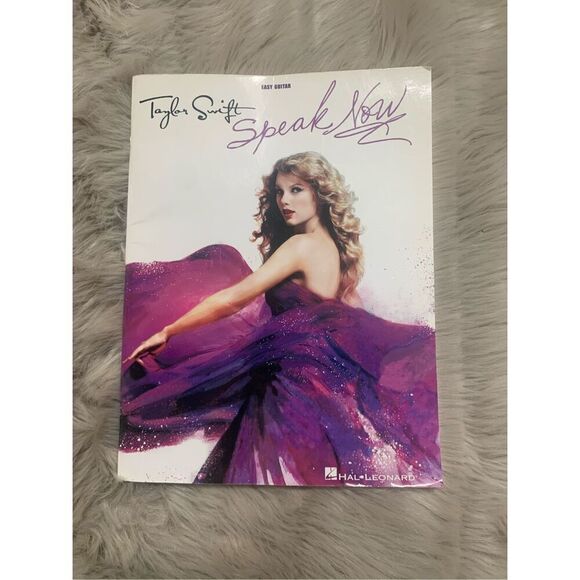 EASY GUITAR
Taylor Swift
Speak Now
HAL•LEONARD